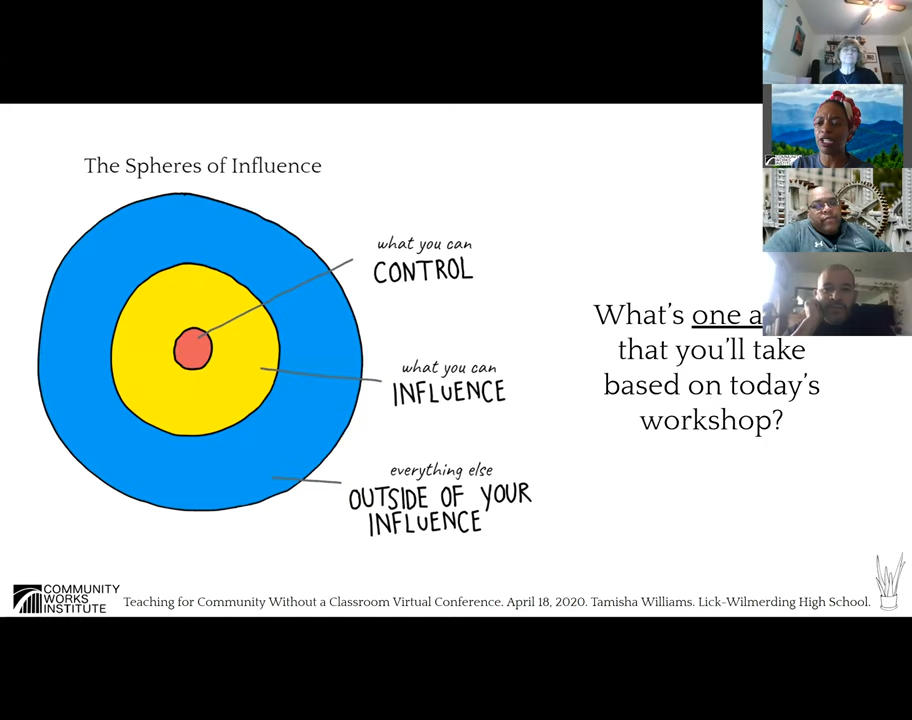 The Spheres of Influence
what you can
CONTROL
what you can
INFLUENCE
everything else
OUTSIDE OF YOUR
INFLUENCE
What's one a
that you'll take
based on today's
workshop?
COMMUNITY
WORKS
INSTITUTE
Teaching for Community Without a Classroom Virtual Conference. April 18, 2020. Tamisha Williams. Lick-Wilmerding High School.